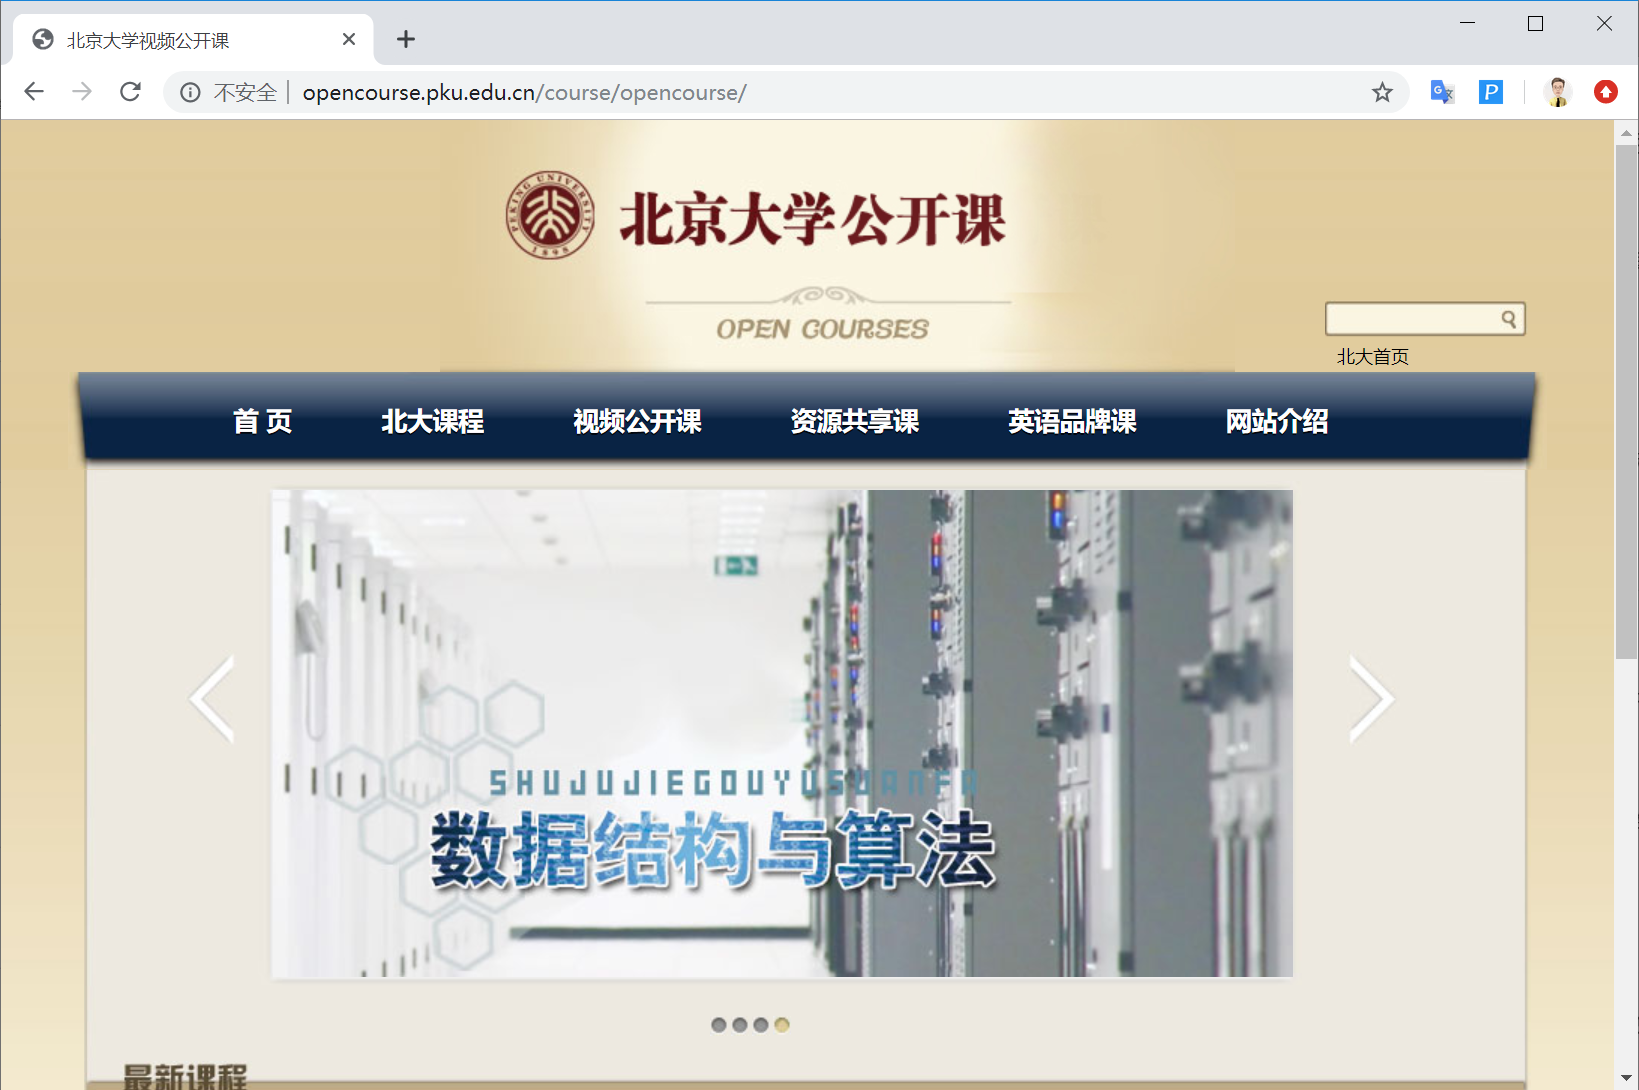 北京大学视频公开课
不安全 opencourse.pku.edu.cn/course/opencourse/
PEKING UNIVERSITY
1898
北京大学公开课
OPEN COURSES
北大首页
首 页 北大课程 视频公开课 资源共享课 英语品牌课 网站介绍
SHUJUJIEGOUYUSUANFA
数据结构与算法
最新课程